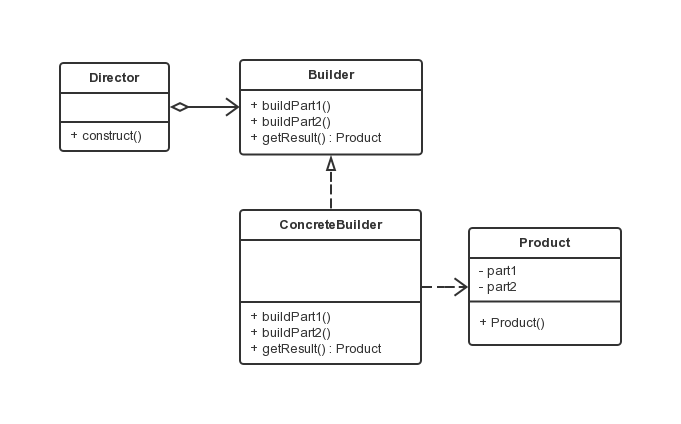 Director
+ construct()
Builder
+ buildPart1()
+ buildPart2()
+ getResult() : Product
ConcreteBuilder
+ buildPart1()
+ buildPart2()
+ getResult() : Product
Product
- part1
- part2
+ Product()